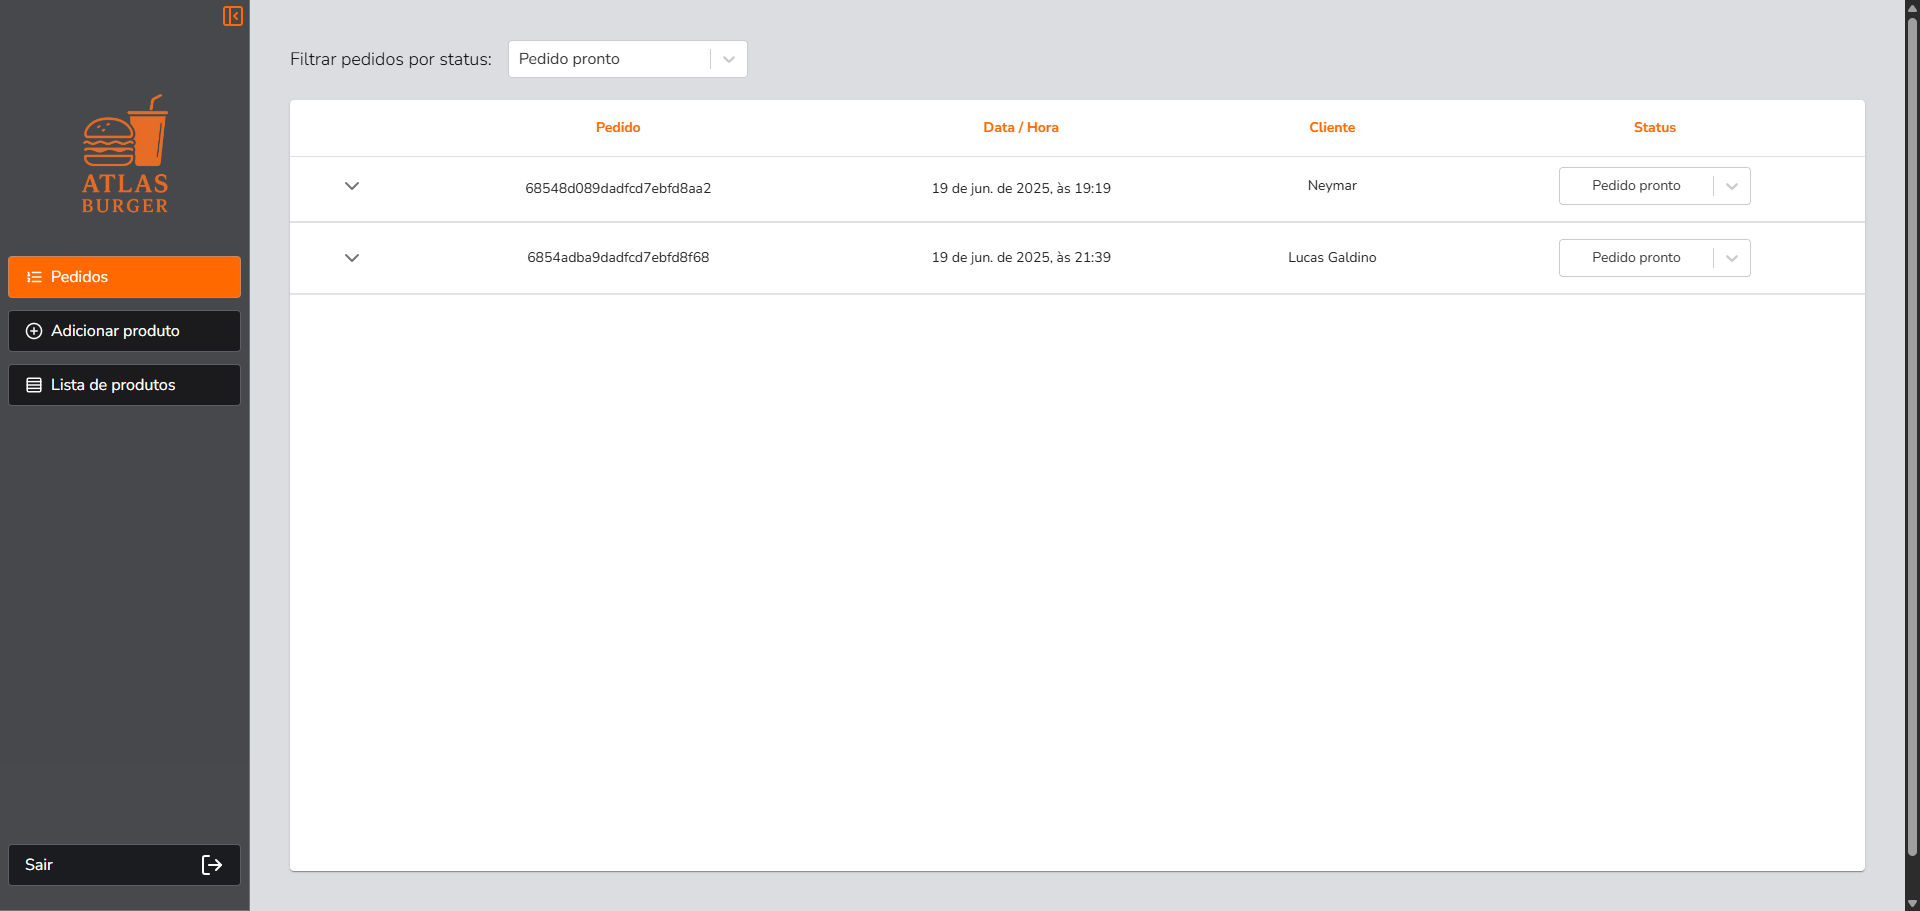 Filtrar pedidos por status: Pedido pronto
ATLAS
BURGER
Pedidos
Adicionar produto
Lista de produtos
Sair
Pedido Data / Hora Cliente Status
68548d089dadfcd7ebfd8aa2 19 de jun. de 2025, às 19:19 Neymar Pedido pronto
6854adba9dadfcd7ebfd8f68 19 de jun. de 2025, às 21:39 Lucas Galdino Pedido pronto